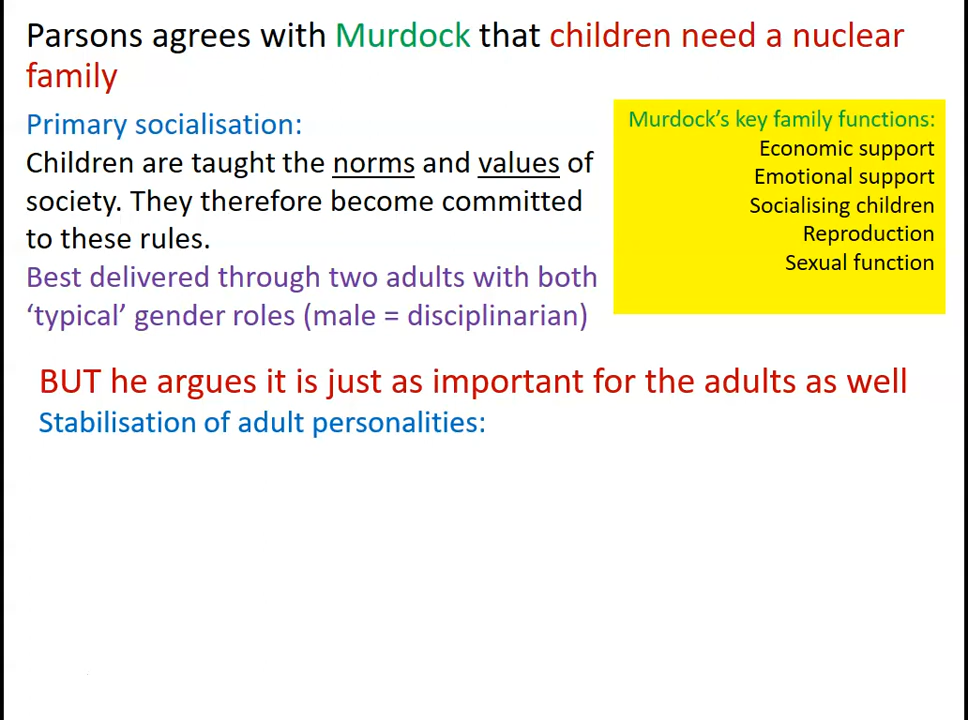 Parsons agrees with Murdock that children need a nuclear
family
Primary socialisation:
Children are taught the norms and values of
society. They therefore become committed
to these rules.
Best delivered through two adults with both
‘typical’ gender roles (male = disciplinarian)
Murdock’s key family functions:
Economic support
Emotional support
Socialising children
Reproduction
Sexual function
BUT he argues it is just as important for the adults as well
Stabilisation of adult personalities: